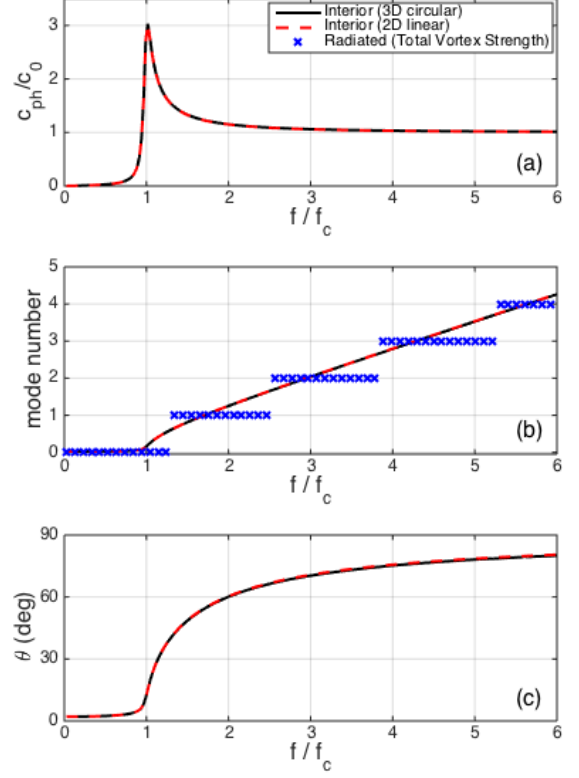 Interior (3D circular)
Interior (2D linear)
Radiated (Total Vortex Strength)
3
2
1
0
c_ph/c_0
(a)
0 1 2 3 4 5 6
f / f_c
5
4
3
2
1
0
mode number
(b)
0 1 2 3 4 5 6
f / f_c
90
60
30
0
θ (deg)
(c)
0 1 2 3 4 5 6
f / f_c